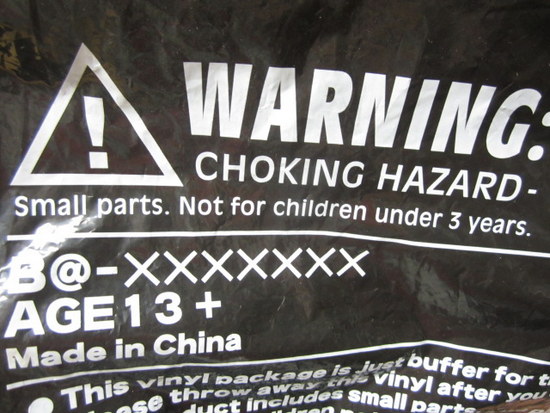 WARNING:
CHOKING HAZARD-
Small parts. Not for children under 3 years.
B@-XXXXXXX
AGE13+
Made in China
This vinyl package is just buffer for
throw away this vinyl after you
includes small parts